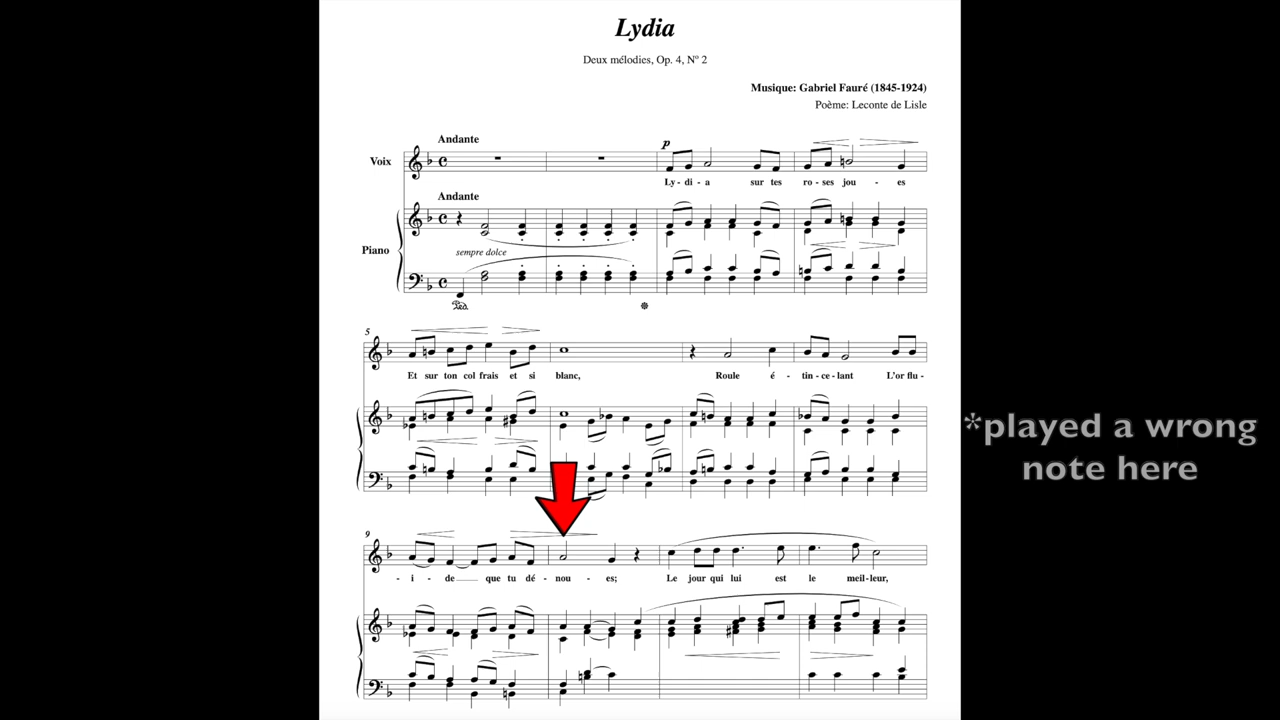 Lydia
Deux mélodies, Op. 4, Nº 2
Musique: Gabriel Fauré (1845-1924)
Poème: Leconte de Lisle
Andante
Voix
p
Ly - di - a sur tes ro - ses jou - es
Andante
Piano
sempre dolce
Ped.
5
Et sur ton col frais et si blanc, Roule é - tin - ce - lant L'or flu -
*played a wrong
note here
9
- i - de que tu dé - nou - es; Le jour qui lui est le meil - leur,